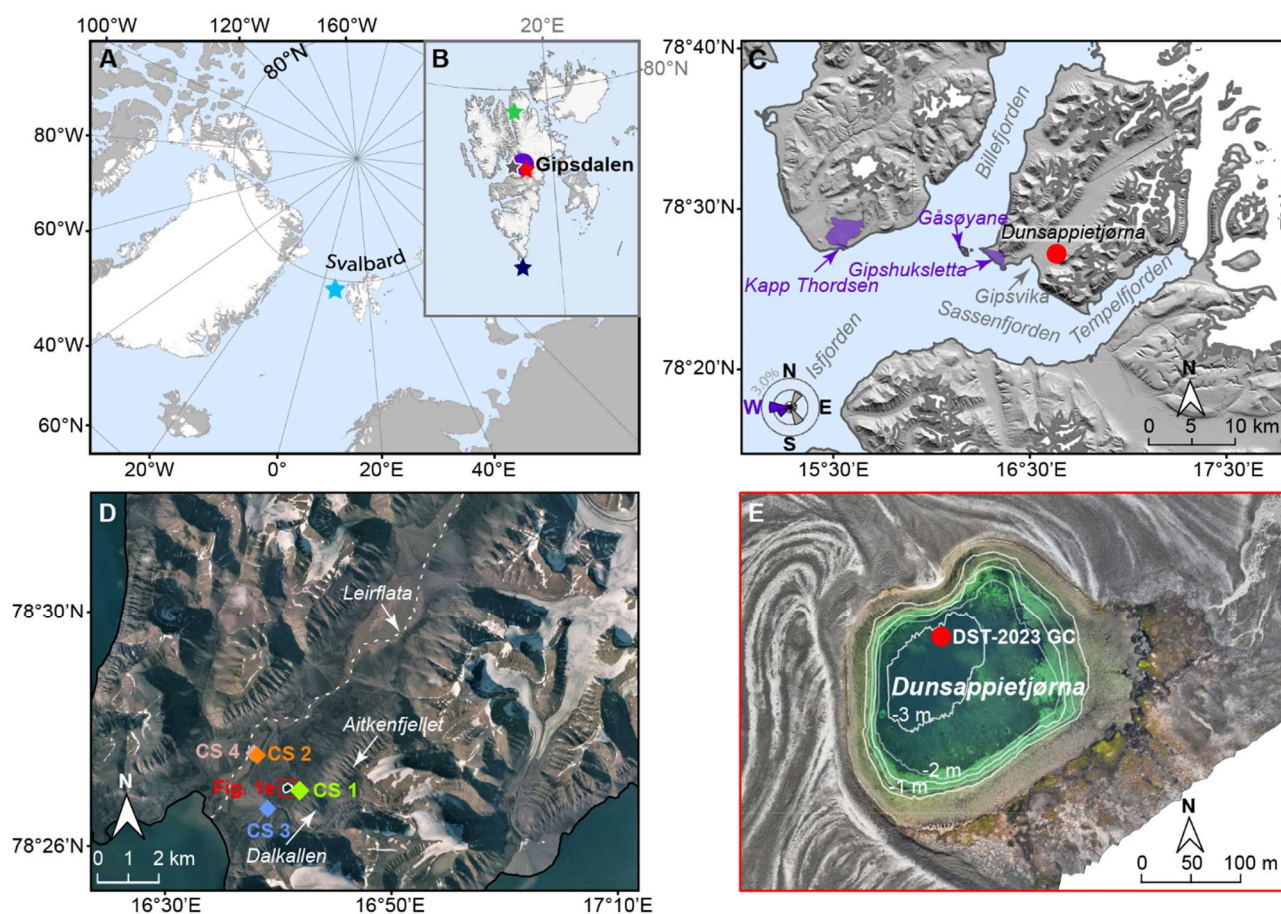 100°W
120°W
160°W
20°E
A
80°N
B
80°N
80°W
60°W
40°W
60°N
Gipsdalen
Svalbard
20°W
0°
20°E
40°E
C
78°40'N
78°30'N
78°20'N
Billefjorden
Gåsøyane
Dunsappietjørna
Gipshuksletta
Kapp Thordsen
Gipsvika
Sassenfjorden
Tempelfjorden
Isfjorden
3.0%
N
W
E
S
N
0 5 10 km
15°30'E
16°30'E
17°30'E
D
78°30'N
78°26'N
Leirflata
Aitkenfjellet
CS 4
CS 2
Fig. 1e
CS 1
CS 3
Dalkallen
N
0 1 2 km
16°30'E
16°50'E
17°10'E
E
DST-2023 GC
Dunsappietjørna
-3 m
-2 m
-1 m
N
0 50 100 m